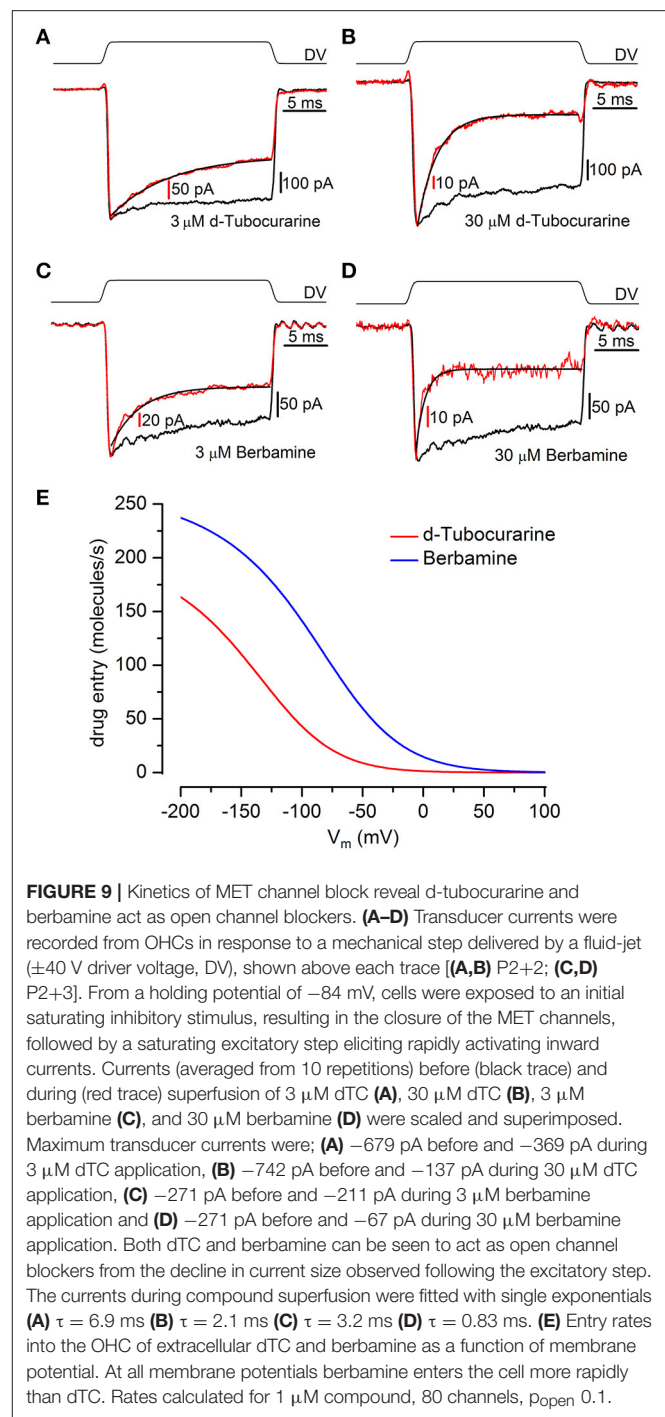 A
DV
5 ms
50 pA
100 pA
3 μM d-Tubocurarine
B
DV
5 ms
10 pA
100 pA
30 μM d-Tubocurarine
C
DV
5 ms
20 pA
50 pA
3 μM Berbamine
D
DV
5 ms
10 pA
50 pA
30 μM Berbamine
E
250
200
150
100
50
0
drug entry (molecules/s)
d-Tubocurarine
Berbamine
-200 -150 -100 -50 0 50 100
Vm (mV)
FIGURE 9 | Kinetics of MET channel block reveal d-tubocurarine and
berbamine act as open channel blockers. (A–D) Transducer currents were
recorded from OHCs in response to a mechanical step delivered by a fluid-jet
(±40 V driver voltage, DV), shown above each trace [(A,B) P2+2; (C,D)
P2+3]. From a holding potential of −84 mV, cells were exposed to an initial
saturating inhibitory stimulus, resulting in the closure of the MET channels,
followed by a saturating excitatory step eliciting rapidly activating inward
currents. Currents (averaged from 10 repetitions) before (black trace) and
during (red trace) superfusion of 3 μM dTC (A), 30 μM dTC (B), 3 μM
berbamine (C), and 30 μM berbamine (D) were scaled and superimposed.
Maximum transducer currents were; (A) −679 pA before and −369 pA during
3 μM dTC application, (B) −742 pA before and −137 pA during 30 μM dTC
application, (C) −271 pA before and −211 pA during 3 μM berbamine
application and (D) −271 pA before and −67 pA during 30 μM berbamine
application. Both dTC and berbamine can be seen to act as open channel
blockers from the decline in current size observed following the excitatory step.
The currents during compound superfusion were fitted with single exponentials
(A) τ = 6.9 ms (B) τ = 2.1 ms (C) τ = 3.2 ms (D) τ = 0.83 ms. (E) Entry rates
into the OHC of extracellular dTC and berbamine as a function of membrane
potential. At all membrane potentials berbamine enters the cell more rapidly
than dTC. Rates calculated for 1 μM compound, 80 channels, popen 0.1.